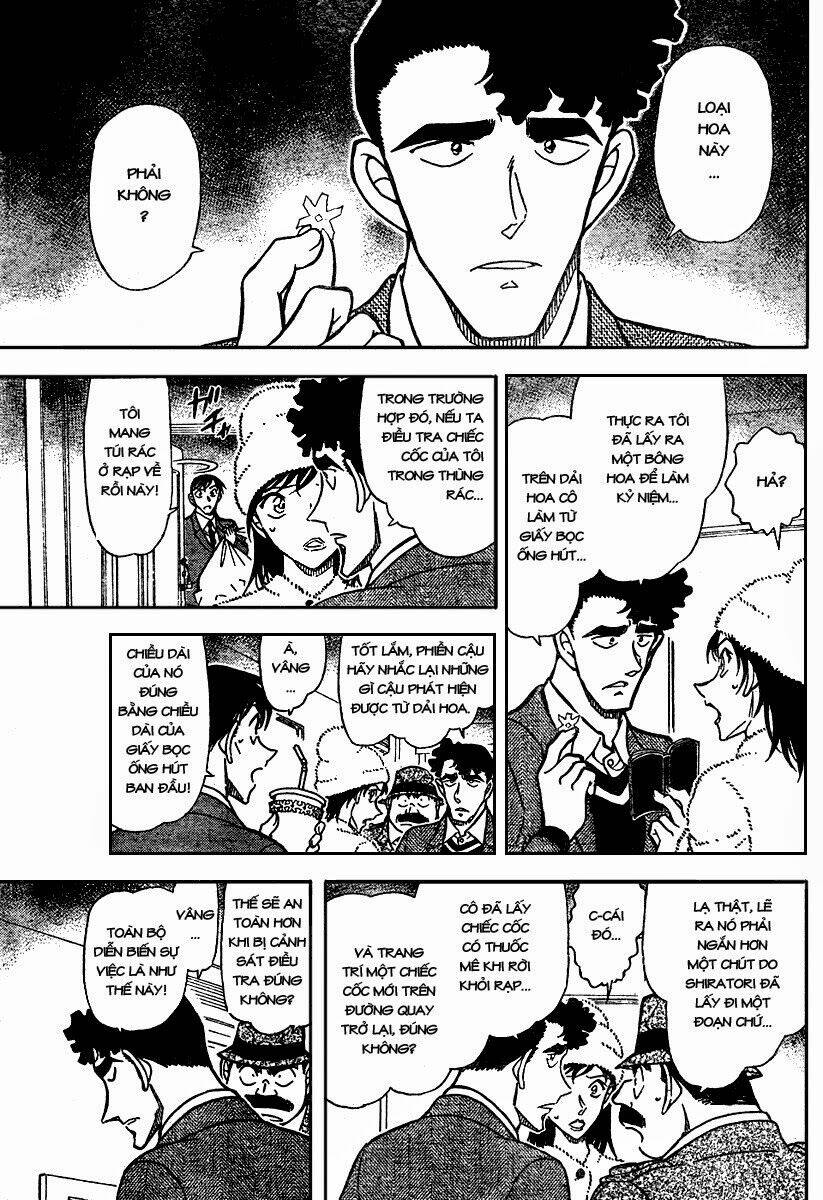 LOẠI
HOA
NÀY
...
PHẢI
KHÔNG
?
HẢ?
THỰC RA TÔI
ĐÃ LẤY RA
MỘT BÔNG
HOA ĐỂ LÀM
KỶ NIỆM...
TRÊN DẢI
HOA CÔ
LÀM TỪ
GIẤY BỌC
ỐNG HÚT...
TRONG TRƯỜNG
HỢP ĐÓ, NẾU TA
ĐIỀU TRA CHIẾC
CỐC CỦA TÔI
TRONG THÙNG
RÁC...
TÔI
MANG
TÚI RÁC
Ở RẠP VỀ
RỒI NÀY!
TỐT LẮM, PHIỀN CẬU
HÃY NHẮC LẠI NHỮNG
GÌ CẬU PHÁT HIỆN
ĐƯỢC TỪ DẢI HOA.
À,
VÂNG
...
CHIỀU DÀI
CỦA NÓ
ĐÚNG
BẰNG CHIỀU
DÀI CỦA
GIẤY BỌC
ỐNG HÚT
BAN ĐẦU!
LẠ THẬT, LẼ
RA NÓ PHẢI
NGẮN HƠN
MỘT CHÚT DO
SHIRATORI ĐÃ
LẤY ĐI MỘT
ĐOẠN CHỨ...
C-CÁI
ĐÓ...
CÔ ĐÃ LẤY
CHIẾC CỐC
CÓ THUỐC
MÊ KHI RỜI
KHỎI RẠP...
VÀ TRANG
TRÍ MỘT CHIẾC
CỐC MỚI TRÊN
ĐƯỜNG QUAY
TRỞ LẠI, ĐÚNG
KHÔNG?
THẾ SẼ AN
TOÀN HƠN
KHI BỊ CẢNH
SÁT ĐIỀU
TRA ĐÚNG
KHÔNG?
VÂNG
...
TOÀN BỘ
DIỄN BIẾN SỰ
VIỆC LÀ NHƯ
THẾ NÀY!